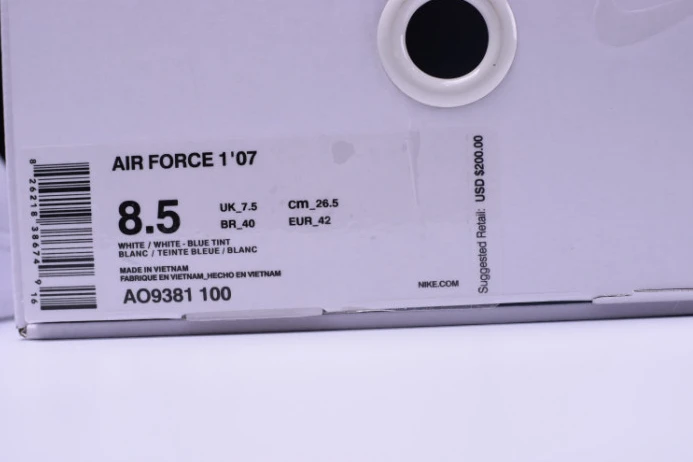 AIR FORCE 1'07
8.5
UK_7.5 cm_26.5
BR_40 EUR_42
WHITE / WHITE - BLUE TINT
BLANC / TEINTE BLEUE / BLANC
MADE IN VIETNAM
FABRIQUE EN VIETNAM_HECHO EN VIETNAM
AO9381 100
NIKE.COM
Suggested Retail: USD $200.00
8 26218 38674 9 16